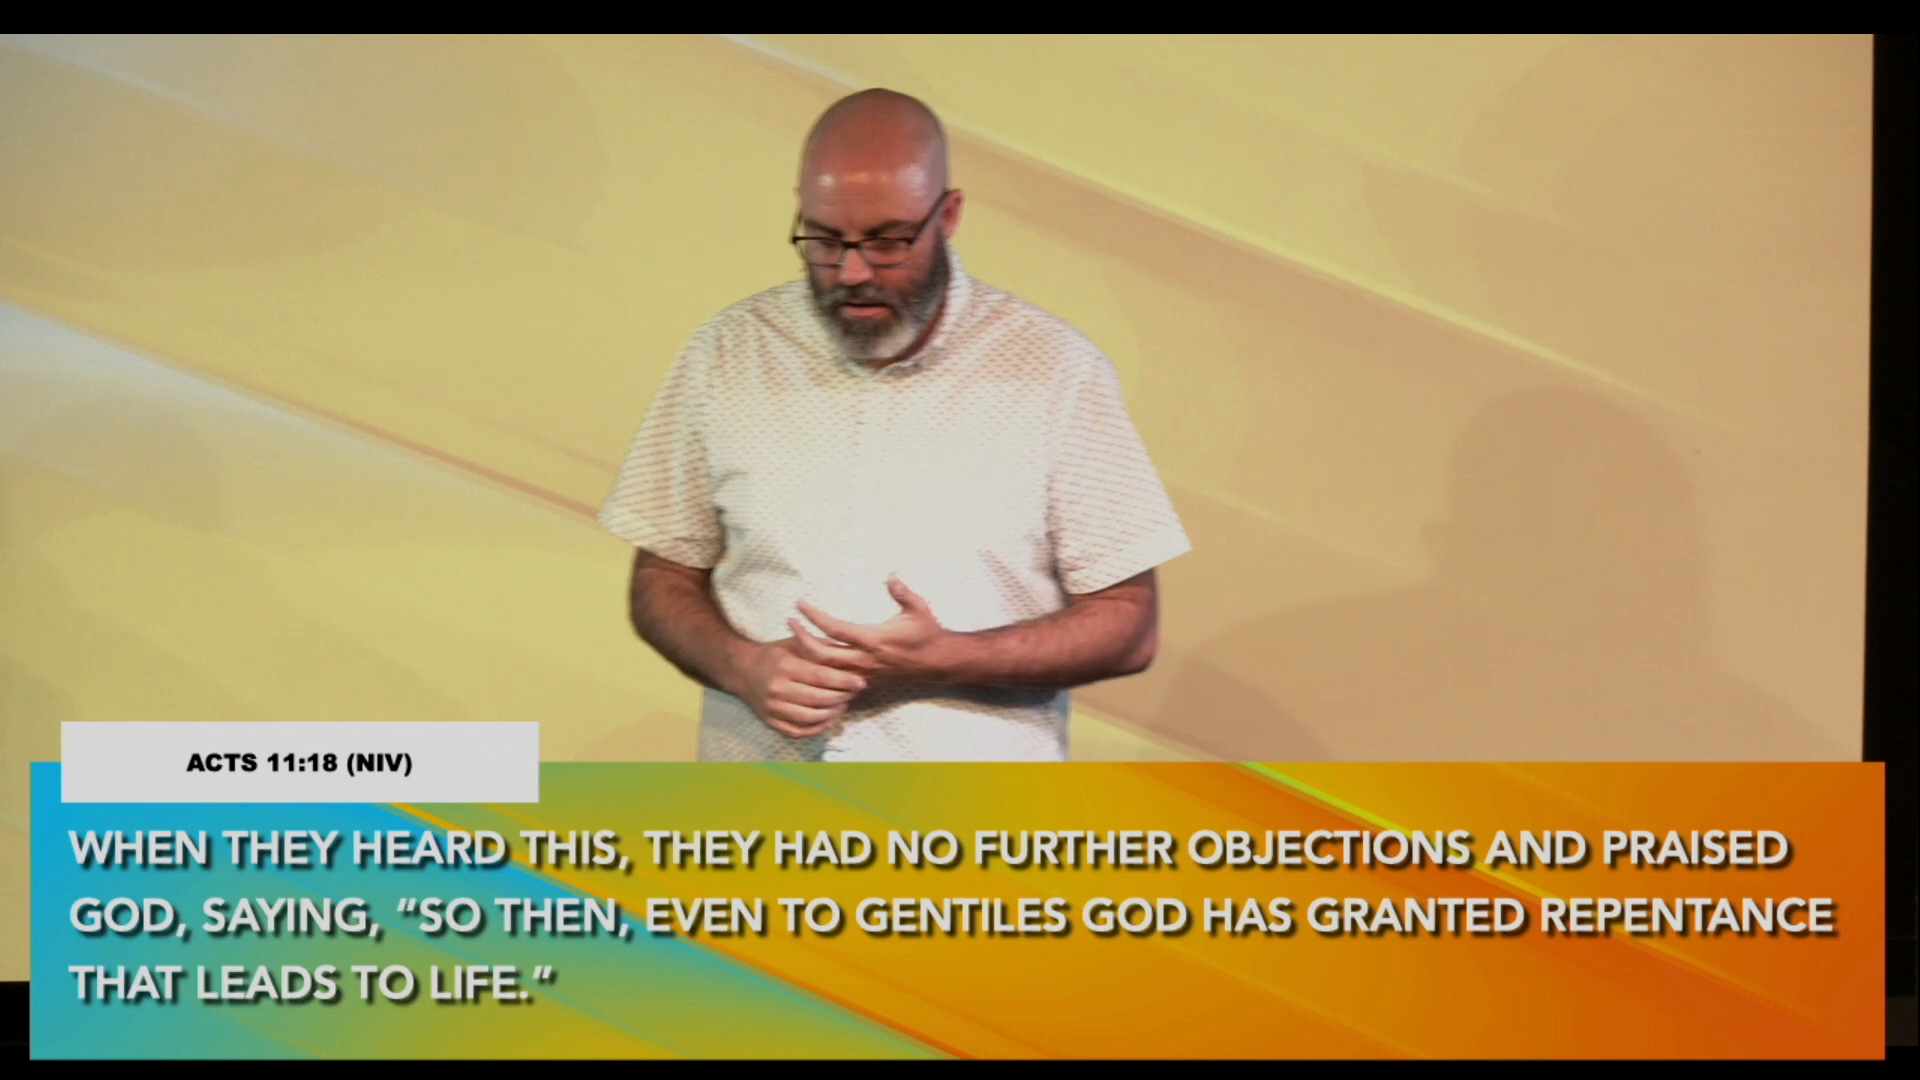 ACTS 11:18 (NIV)
WHEN THEY HEARD THIS, THEY HAD NO FURTHER OBJECTIONS AND PRAISED
GOD, SAYING, “SO THEN, EVEN TO GENTILES GOD HAS GRANTED REPENTANCE
THAT LEADS TO LIFE.”